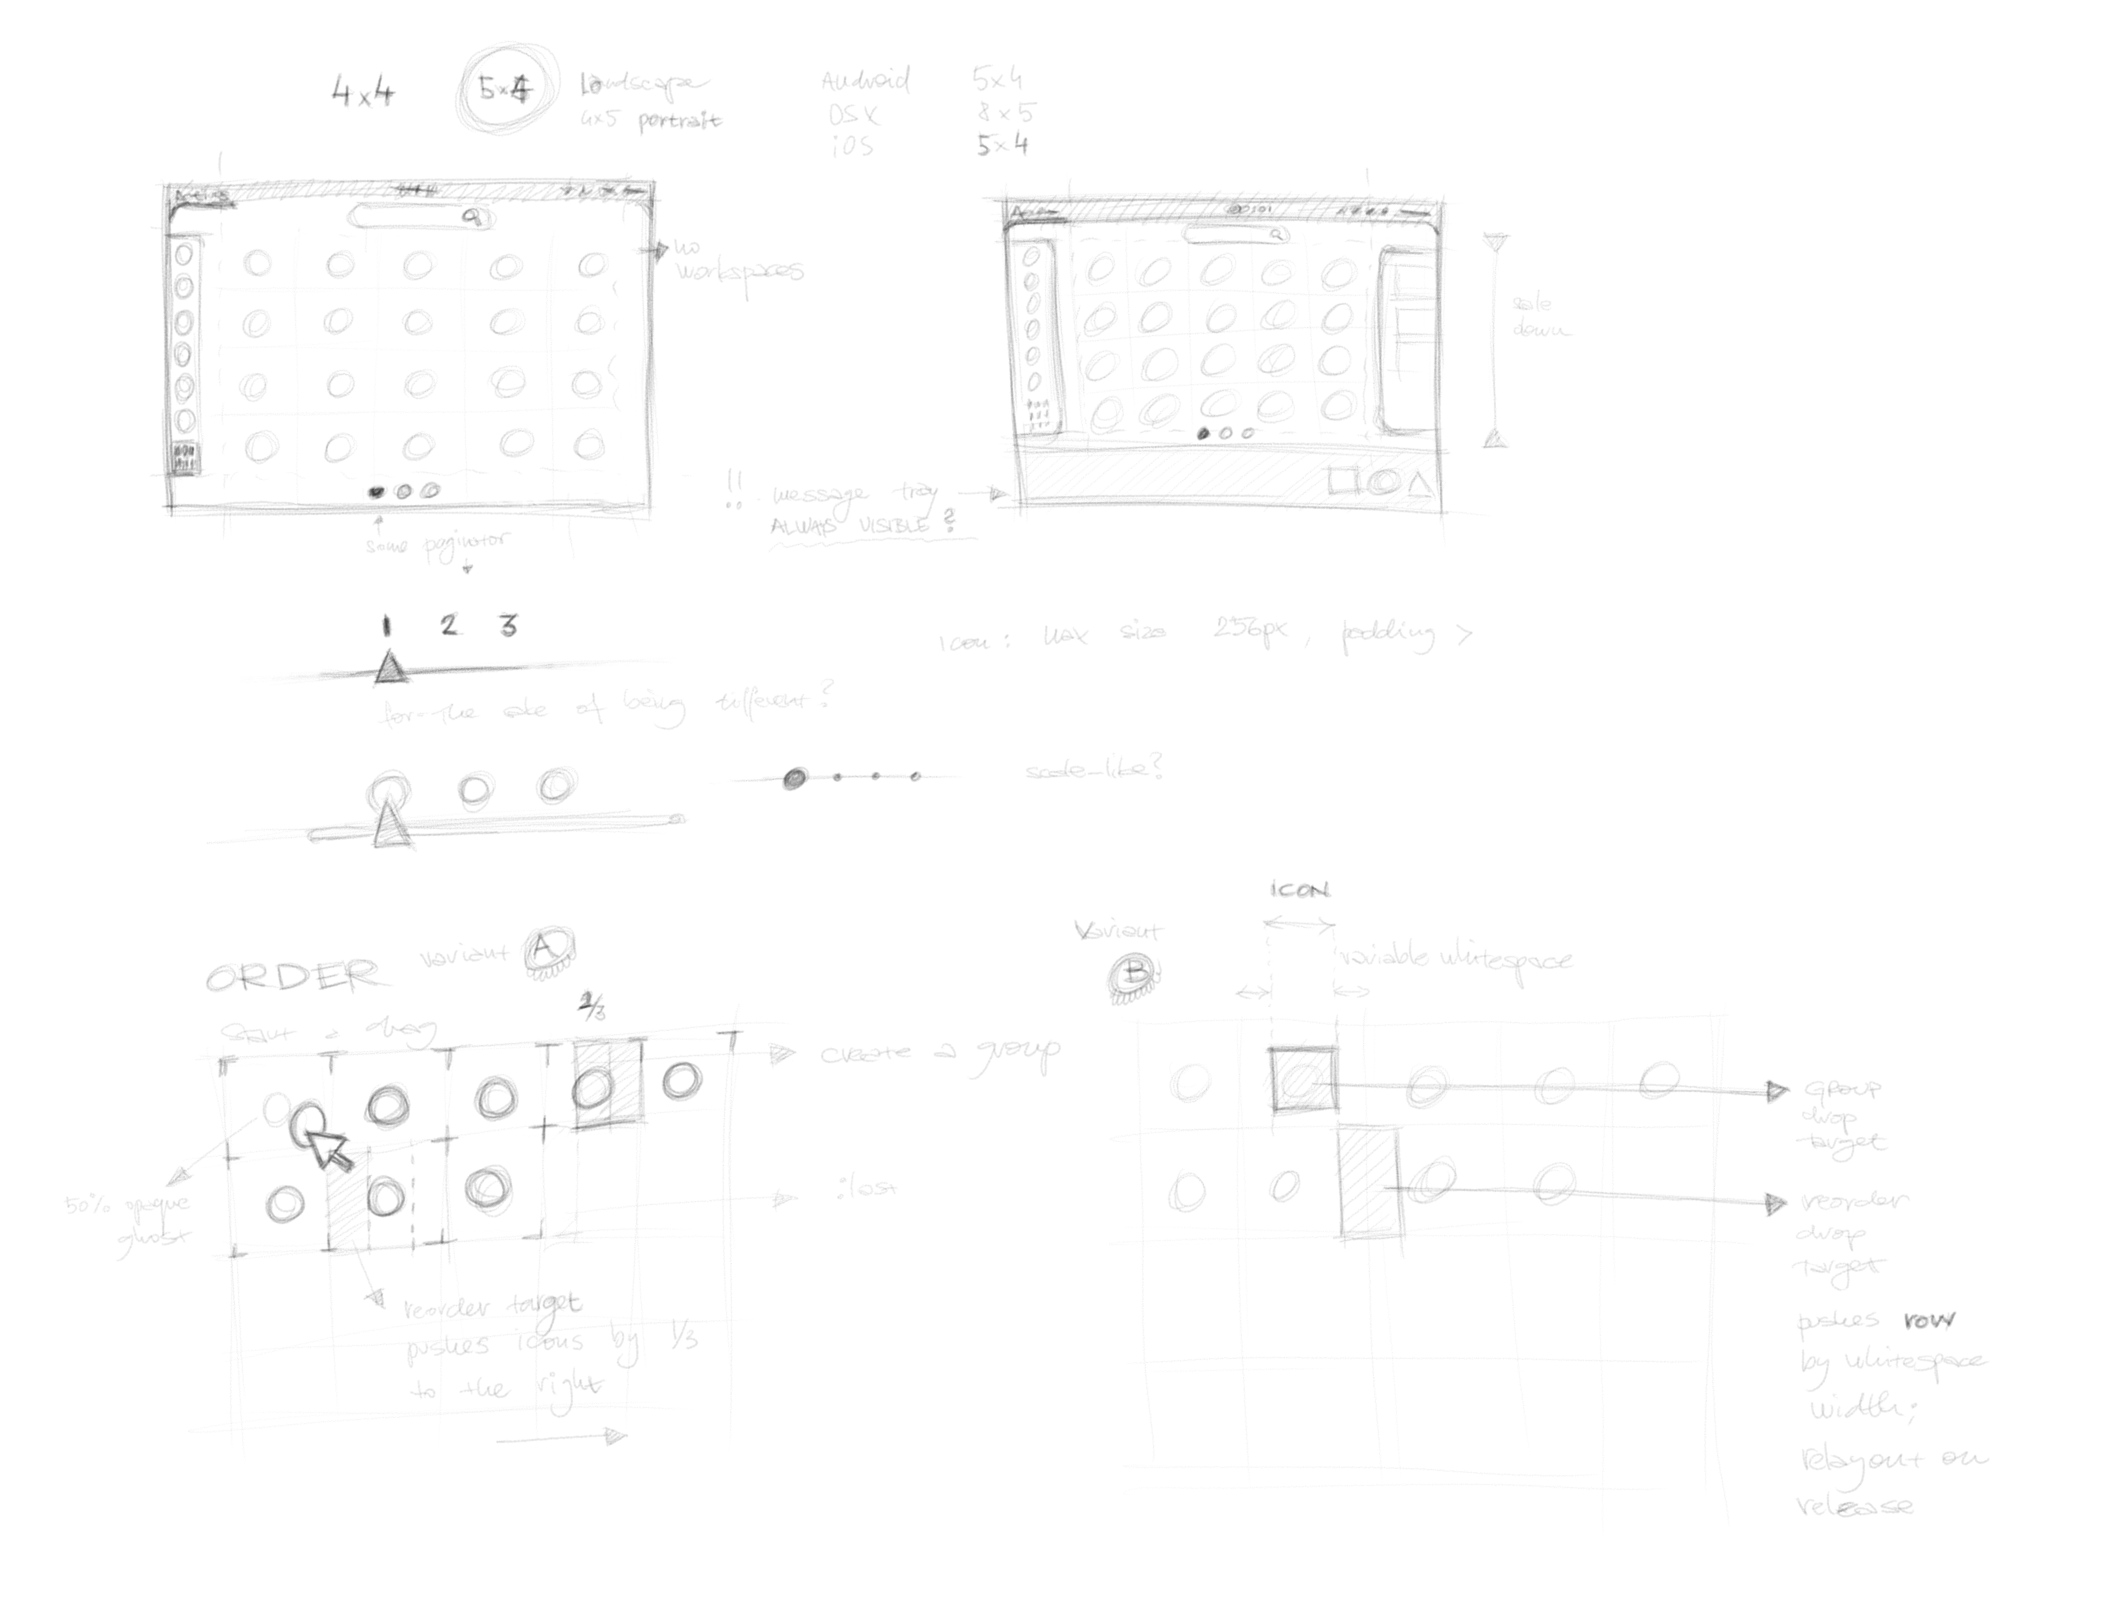 4x4
5x4
landscape
4x5 portrait
Android 5x4
OSX 8x5
iOS 5x4
no
workspaces
scale
down
!! message tray
ALWAYS VISIBLE?
some paginator
1 2 3
icon: max size 256px, padding >
for the sake of being different?
scale-like?
ORDER variant A
start a drag
create a group
50% opaque
ghost
:last
reorder target
pushes icons by 1/3
to the right
ICON
Variant
B
variable whitespace
GROUP
drop
target
reorder
drop
target
pushes row
by whitespace
width;
relayout on
release